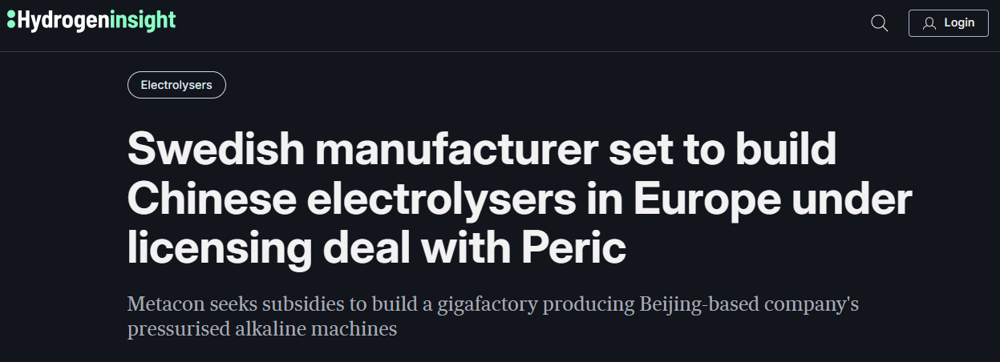 Hydrogeninsight
Login
Electrolysers
Swedish manufacturer set to build
Chinese electrolysers in Europe under
licensing deal with Peric
Metacon seeks subsidies to build a gigafactory producing Beijing-based company's
pressurised alkaline machines